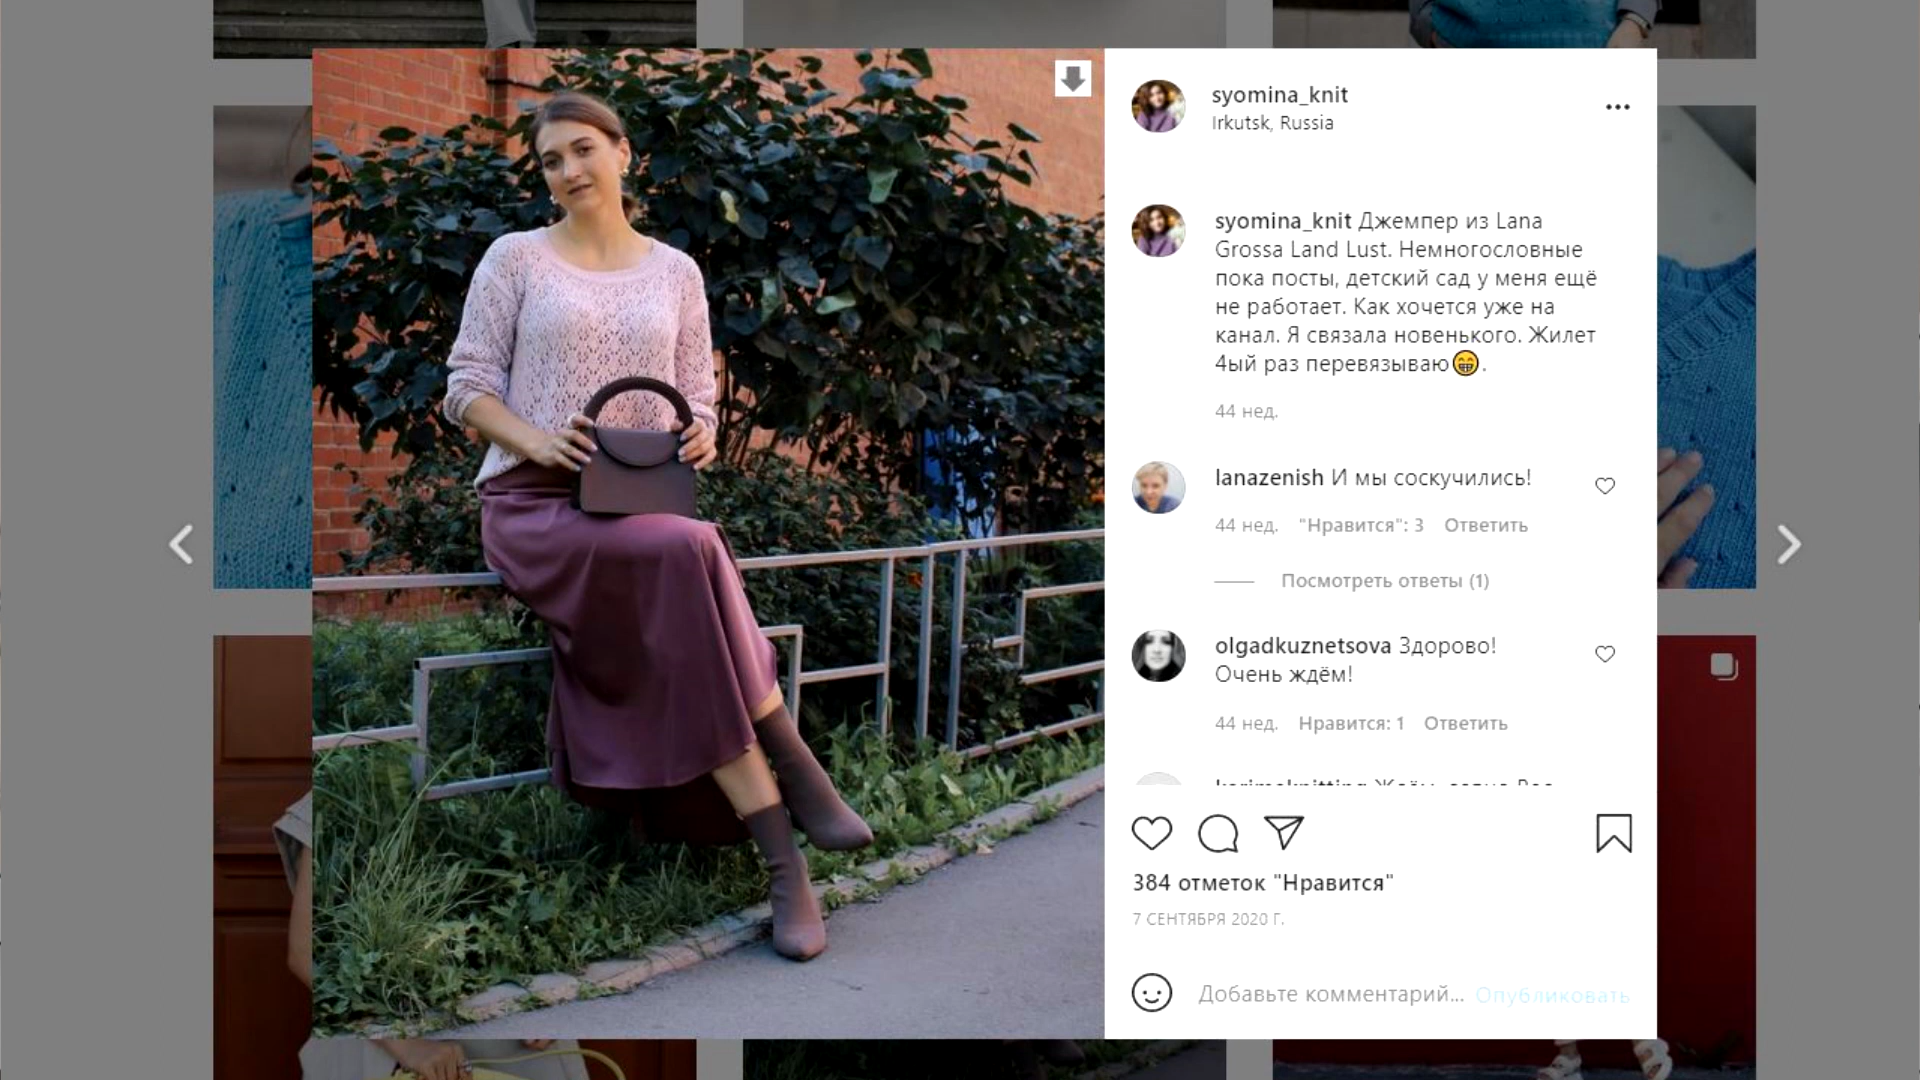 syomina_knit
Irkutsk, Russia
syomina_knit Джемпер из Lana
Grossa Land Lust. Немногословные
пока посты, детский сад у меня ещё
не работает. Как хочется уже на
канал. Я связала новенького. Жилет
4ый раз перевязываю😁.
44 нед.
lanazenish И мы соскучились!
44 нед. "Нравится": 3 Ответить
Посмотреть ответы (1)
olgadkuznetsova Здорово!
Очень ждём!
44 нед. Нравится: 1 Ответить
384 отметок "Нравится"
7 СЕНТЯБРЯ 2020 Г.
Добавьте комментарий... Опубликовать